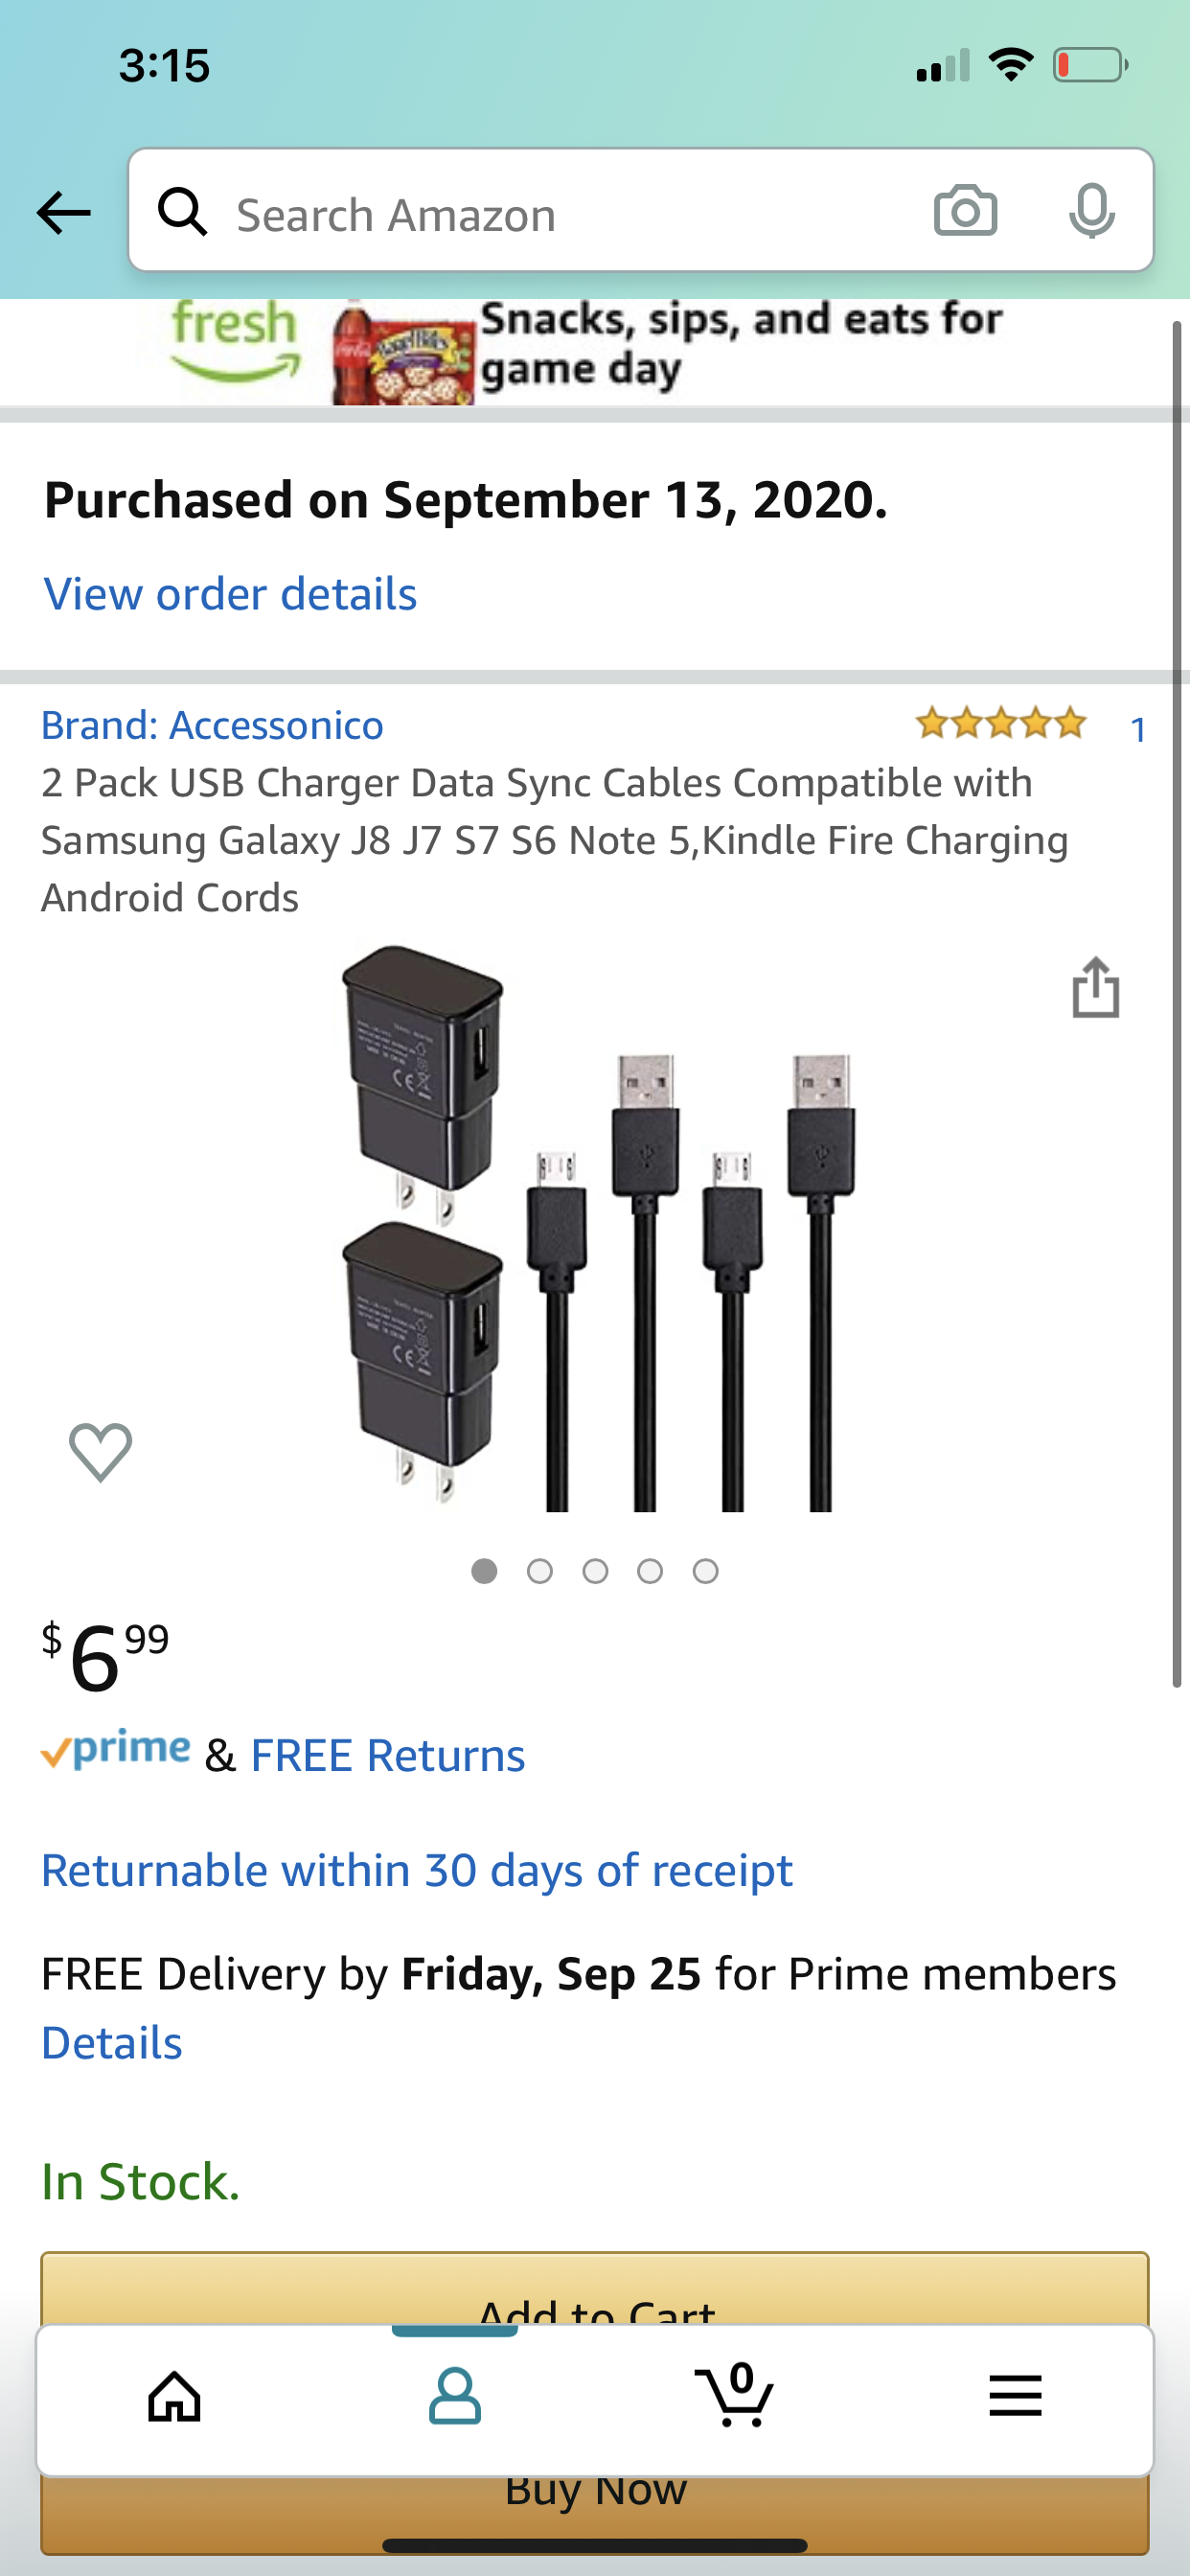 3:15
Search Amazon
fresh
Snacks, sips, and eats for
game day
Purchased on September 13, 2020.
View order details
Brand: Accessonico
1
2 Pack USB Charger Data Sync Cables Compatible with
Samsung Galaxy J8 J7 S7 S6 Note 5,Kindle Fire Charging
Android Cords
$6 99
prime & FREE Returns
Returnable within 30 days of receipt
FREE Delivery by Friday, Sep 25 for Prime members
Details
In Stock.
Add to Cart
0
Buy Now